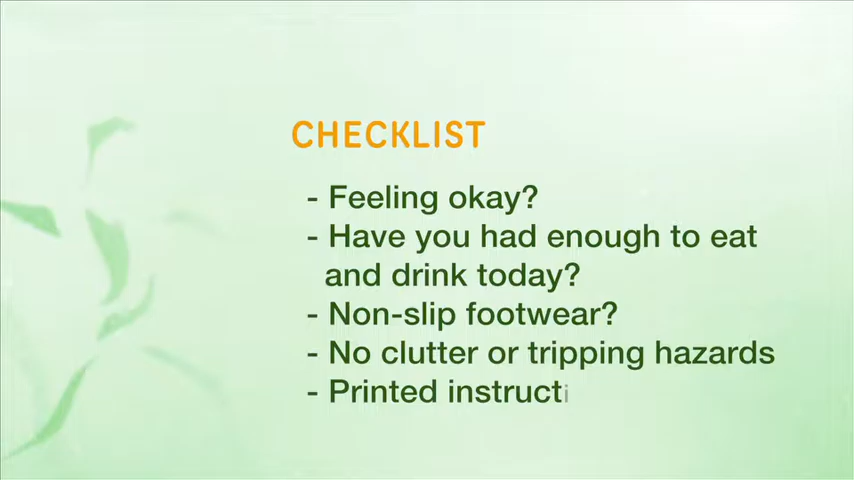 CHECKLIST
- Feeling okay?
- Have you had enough to eat
and drink today?
- Non-slip footwear?
- No clutter or tripping hazards
- Printed instructi